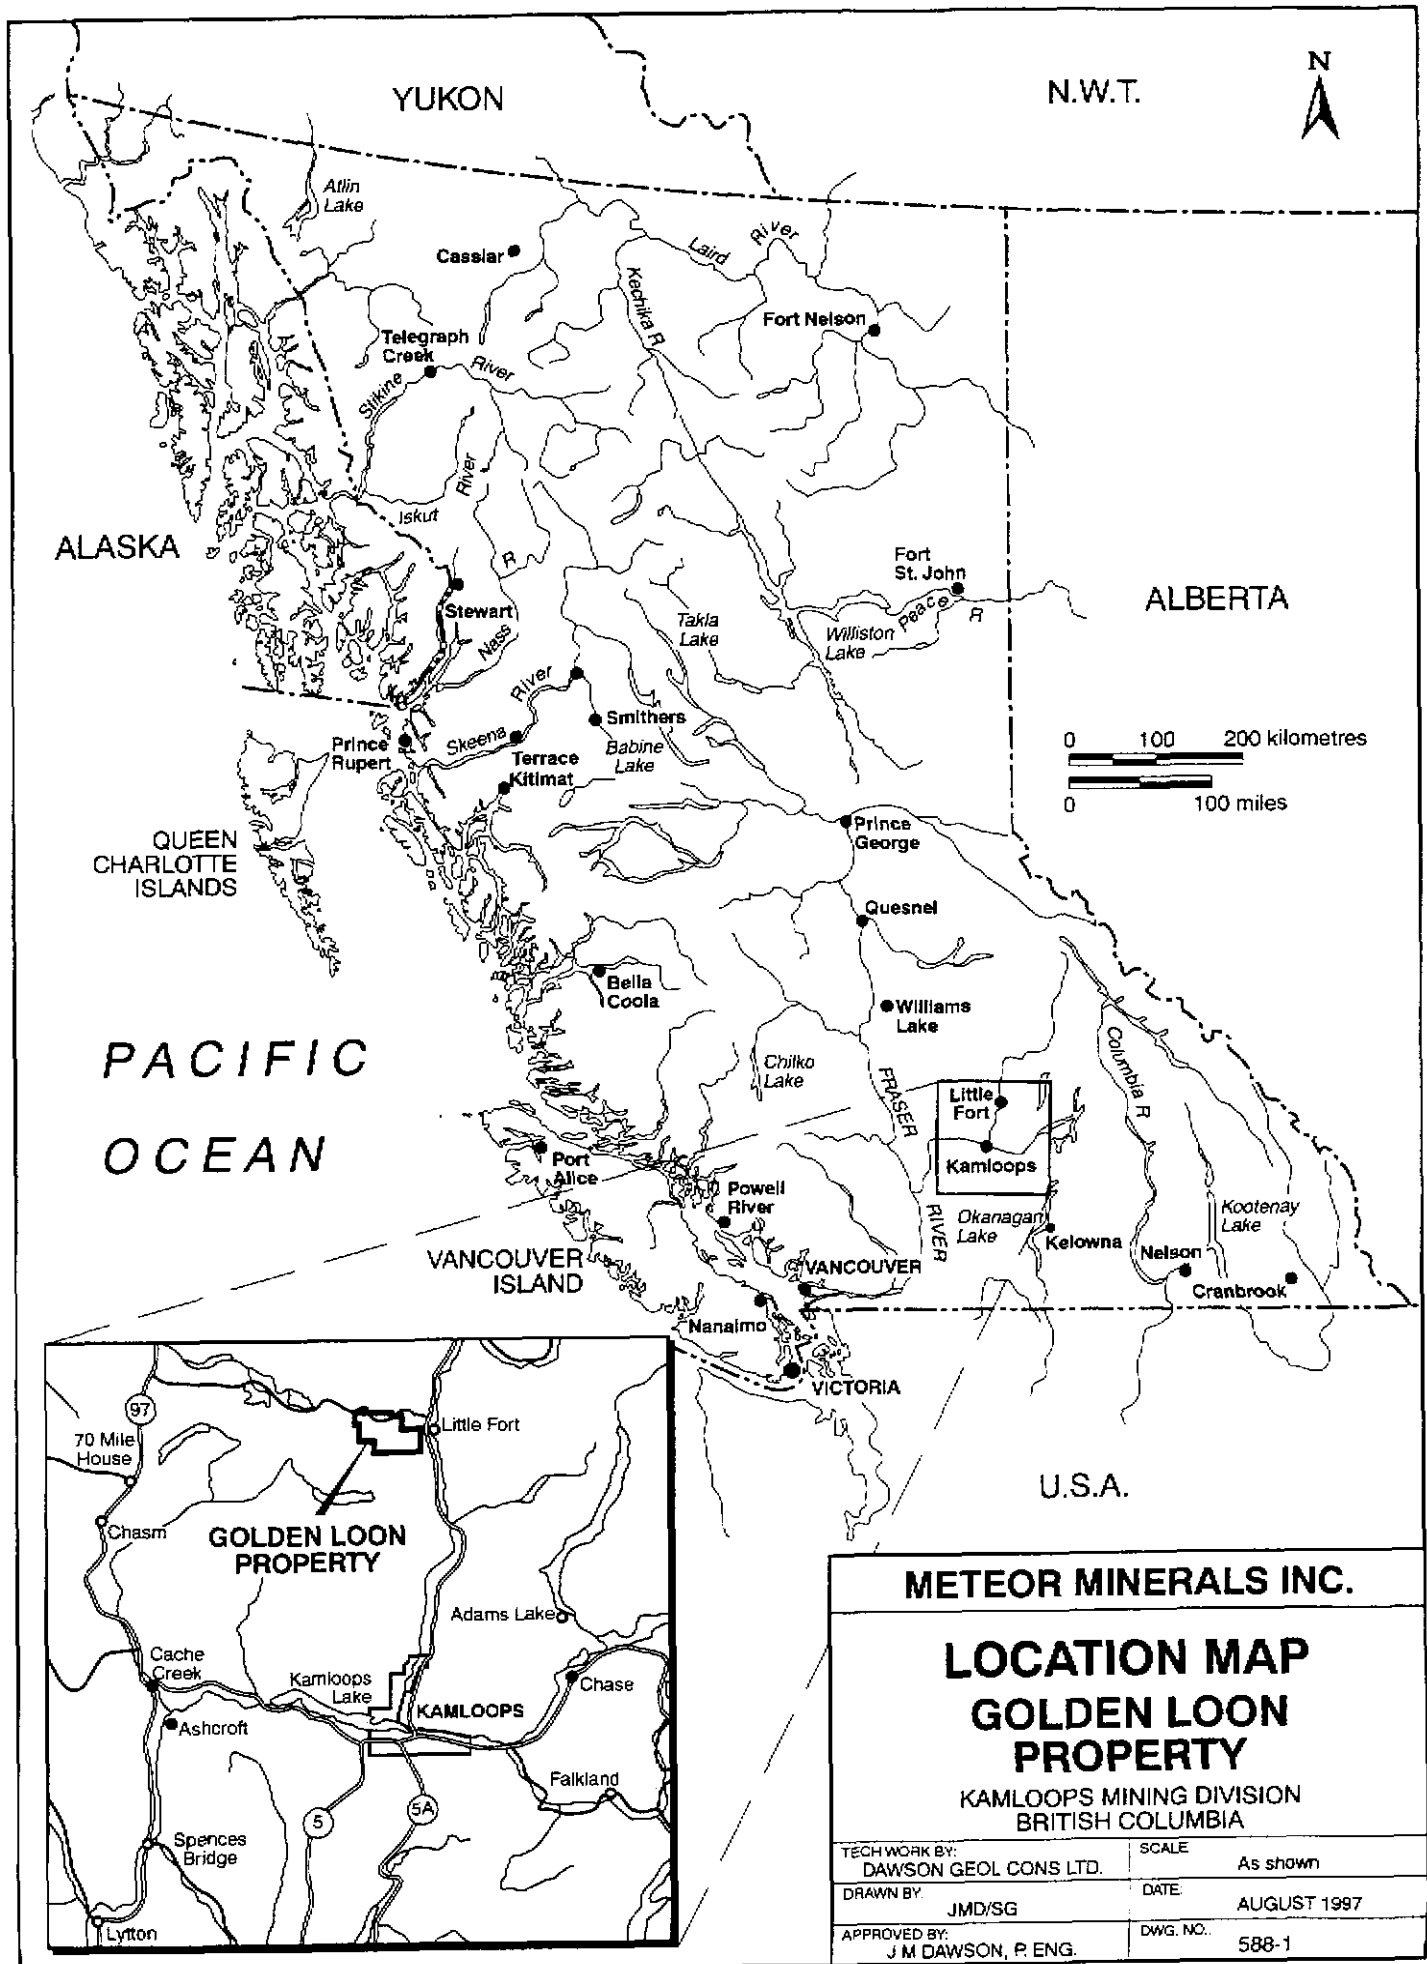 YUKON
N.W.T.
N
Atlin
Lake
Cassiar
Laird
River
Kechika R
Fort Nelson
Telegraph
Creek
Stikine
River
River
Iskut
ALASKA
R
Fort
St. John
Stewart
Peace
R
ALBERTA
Takla
Lake
Williston
Lake
Nass
River
Smithers
Skeena
Babine
Lake
Prince
Rupert
Terrace
Kitimat
0 100 200 kilometres
0 100 miles
QUEEN
CHARLOTTE
ISLANDS
Prince
George
Quesnel
Bella
Coola
Williams
Lake
PACIFIC
OCEAN
Chilko
Lake
FRASER
RIVER
Columbia R
Little
Fort
Kamloops
Port
Alice
Powell
River
Okanagan
Lake
Kootenay
Lake
Kelowna
Nelson
Cranbrook
VANCOUVER
ISLAND
VANCOUVER
Nanaimo
VICTORIA
U.S.A.
97
70 Mile
House
Little Fort
Chasm
GOLDEN LOON
PROPERTY
Adams Lake
Cache
Creek
Kamloops
Lake
KAMLOOPS
Chase
Ashcroft
Falkland
5
5A
Spences
Bridge
Lytton
METEOR MINERALS INC.
LOCATION MAP
GOLDEN LOON
PROPERTY
KAMLOOPS MINING DIVISION
BRITISH COLUMBIA
TECH WORK BY:
DAWSON GEOL CONS LTD.
SCALE
As shown
DRAWN BY.
JMD/SG
DATE:
AUGUST 1997
APPROVED BY:
J M DAWSON, P. ENG.
DWG. NO..
588-1